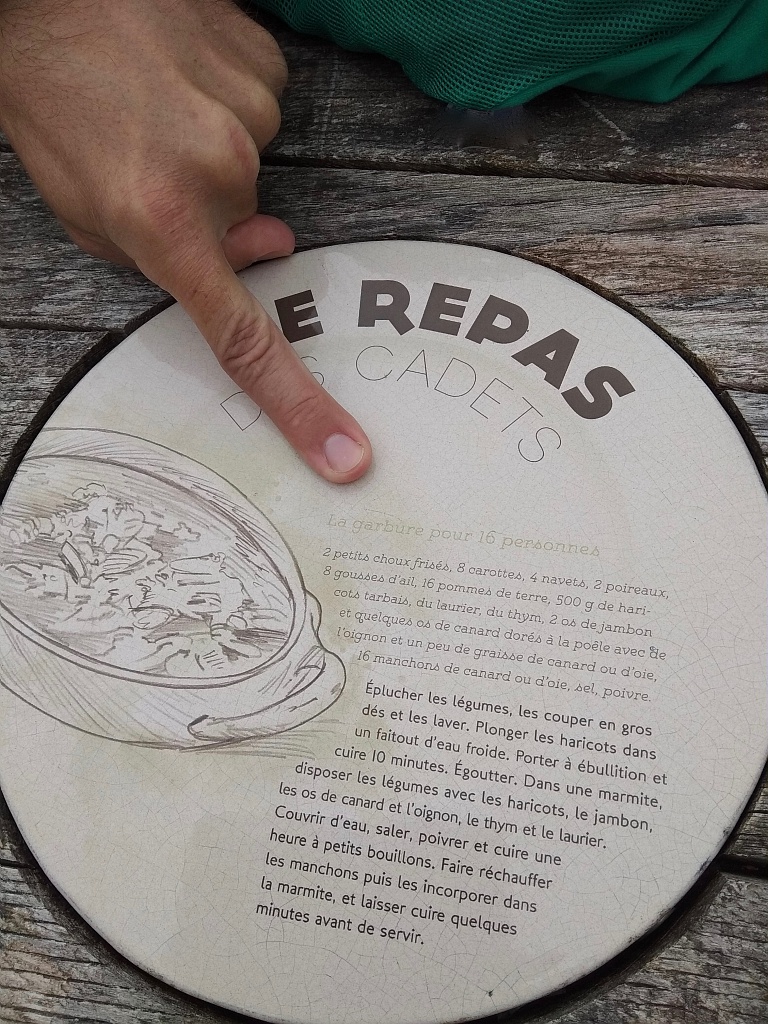 E REPAS
DES CADETS
La garbure pour 16 personnes
2 petits choux frisés, 8 carottes, 4 navets, 2 poireaux,
8 gousses d'ail, 16 pommes de terre, 500 g de hari-
cots tarbais, du laurier, du thym, 2 os de jambon
et quelques os de canard dorés à la poêle avec de
l'oignon et un peu de graisse de canard ou d'oie,
16 manchons de canard ou d'oie, sel, poivre.
Éplucher les légumes, les couper en gros
dés et les laver. Plonger les haricots dans
un faitout d'eau froide. Porter à ébullition et
cuire 10 minutes. Égoutter. Dans une marmite,
disposer les légumes avec les haricots, le jambon,
les os de canard et l'oignon, le thym et le laurier.
Couvrir d'eau, saler, poivrer et cuire une
heure à petits bouillons. Faire réchauffer
les manchons puis les incorporer dans
la marmite, et laisser cuire quelques
minutes avant de servir.